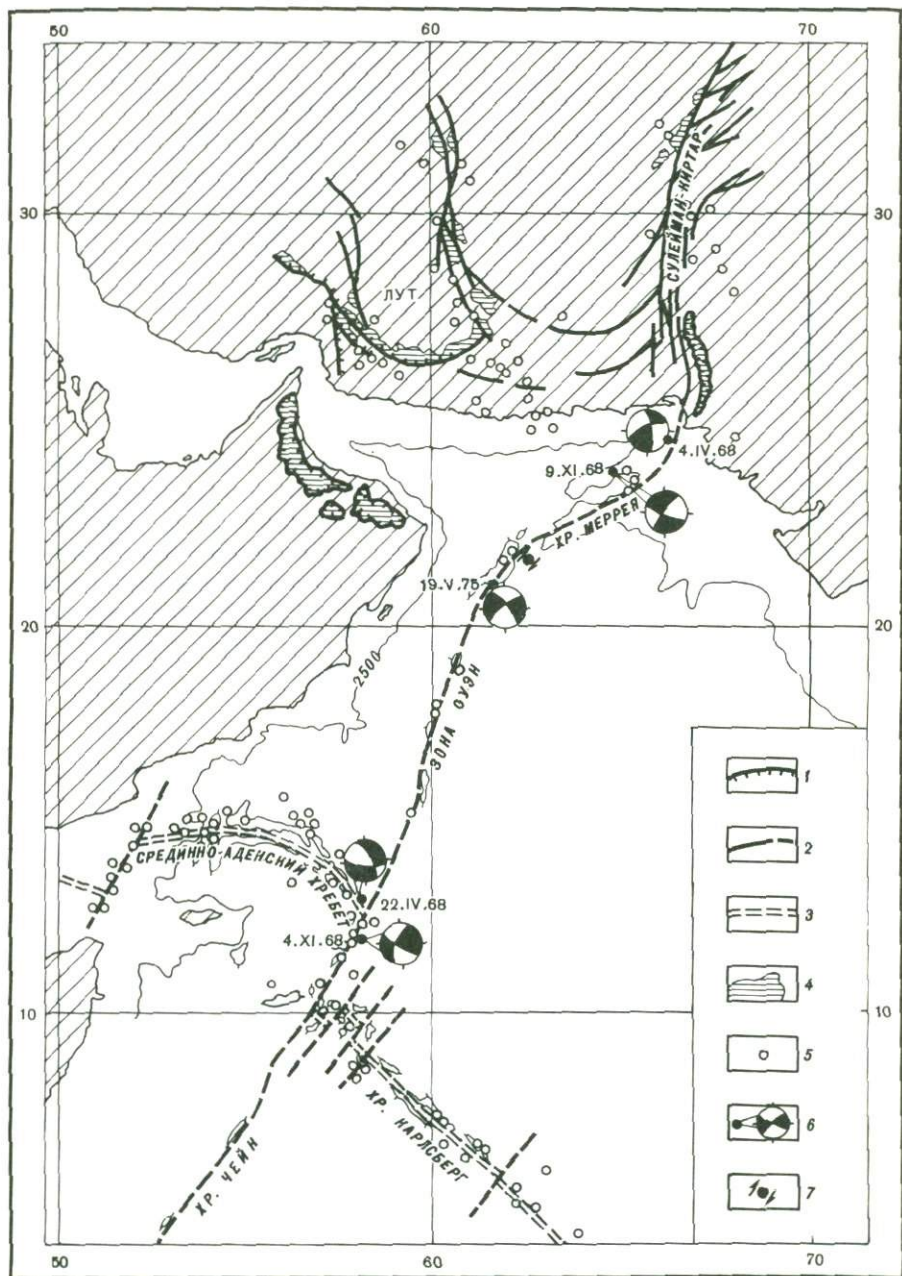 50 60 70
30 30
СУЛЕЙМАН-КИРТАР
ЛУТ
4.IV.68
9.XI.68
ХР. МЕРРЕЯ
19.V.75
20 20
2500
ЗОНА ОУЭН
СРЕДИННО-АДЕНСКИЙ ХРЕБЕТ
22.IV.68
4.XI.68
10 10
ХР. КАРЛСБЕРГ
ХР. ЧЕЙН
1
2
3
4
5
6
7
50 60 70